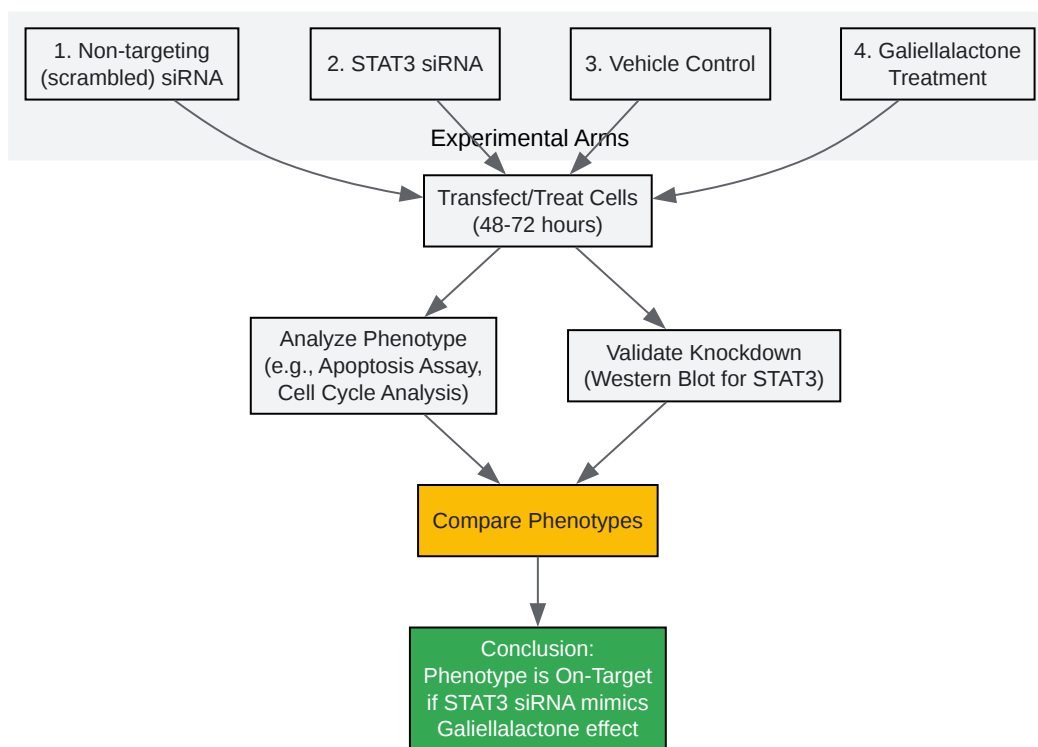 1. Non-targeting
(scrambled) siRNA
2. STAT3 siRNA
3. Vehicle Control
4. Galiellalactone
Treatment
Experimental Arms
Transfect/Treat Cells
(48-72 hours)
Analyze Phenotype
(e.g., Apoptosis Assay,
Cell Cycle Analysis)
Validate Knockdown
(Western Blot for STAT3)
Compare Phenotypes
Conclusion:
Phenotype is On-Target
if STAT3 siRNA mimics
Galiellalactone effect